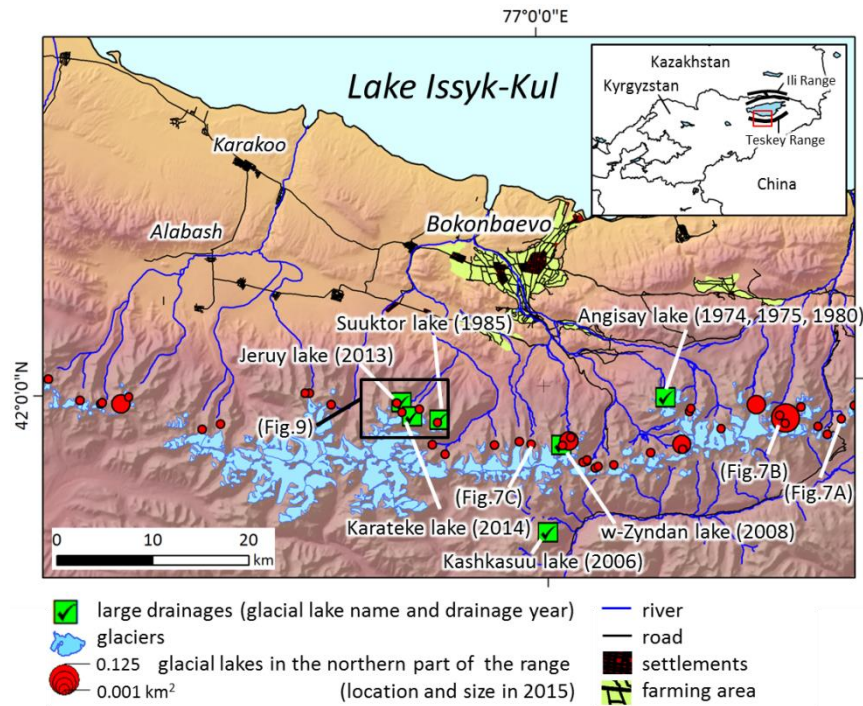 77°0'0"E
Kazakhstan
Kyrgyzstan
Ili Range
Teskey Range
China
Lake Issyk-Kul
Karakoo
Alabash
Bokonbaevo
Suuktor lake (1985)
Angisay lake (1974, 1975, 1980)
Jeruy lake (2013)
42°0'0"N
(Fig.9)
(Fig.7B)
(Fig.7C)
(Fig.7A)
Karateke lake (2014)
w-Zyndan lake (2008)
Kashkasuu lake (2006)
0 10 20
km
large drainages (glacial lake name and drainage year)
glaciers
0.125
glacial lakes in the northern part of the range
0.001 km²
(location and size in 2015)
river
road
settlements
farming area